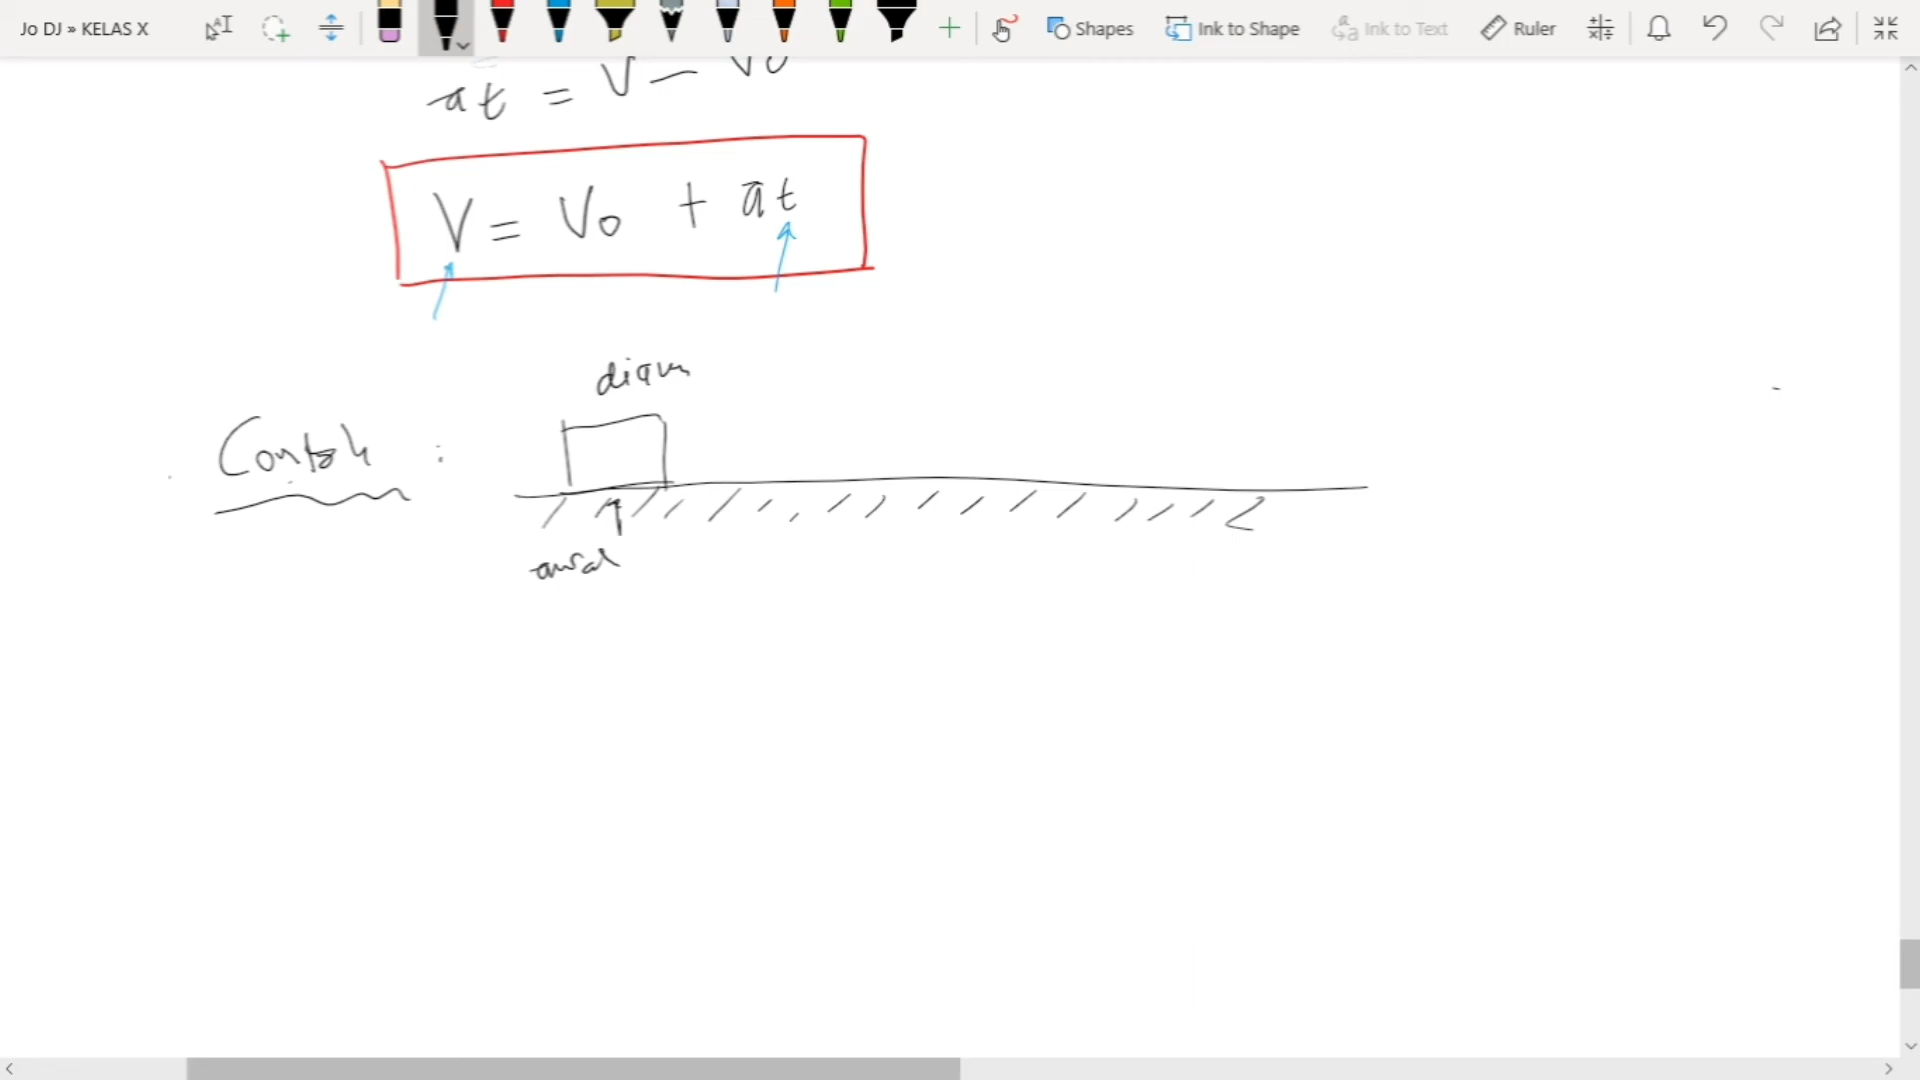 Jo DJ » KELAS X
Shapes
Ink to Shape
Ink to Text
Ruler
at = V - Vo
V = Vo + at
diam
Contoh :
awal